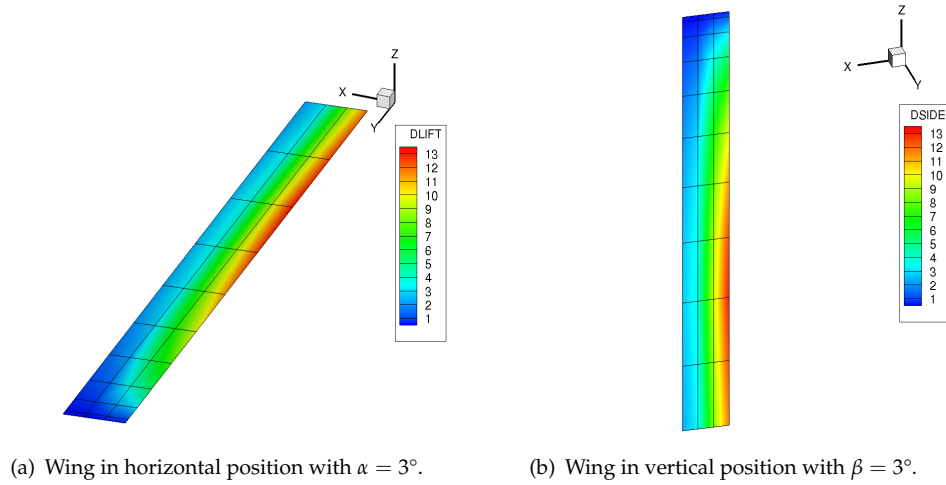 Z
X
Y
DLIFT
13
12
11
10
9
8
7
6
5
4
3
2
1
Z
X
Y
DSIDE
13
12
11
10
9
8
7
6
5
4
3
2
1
(a) Wing in horizontal position with α = 3°.
(b) Wing in vertical position with β = 3°.